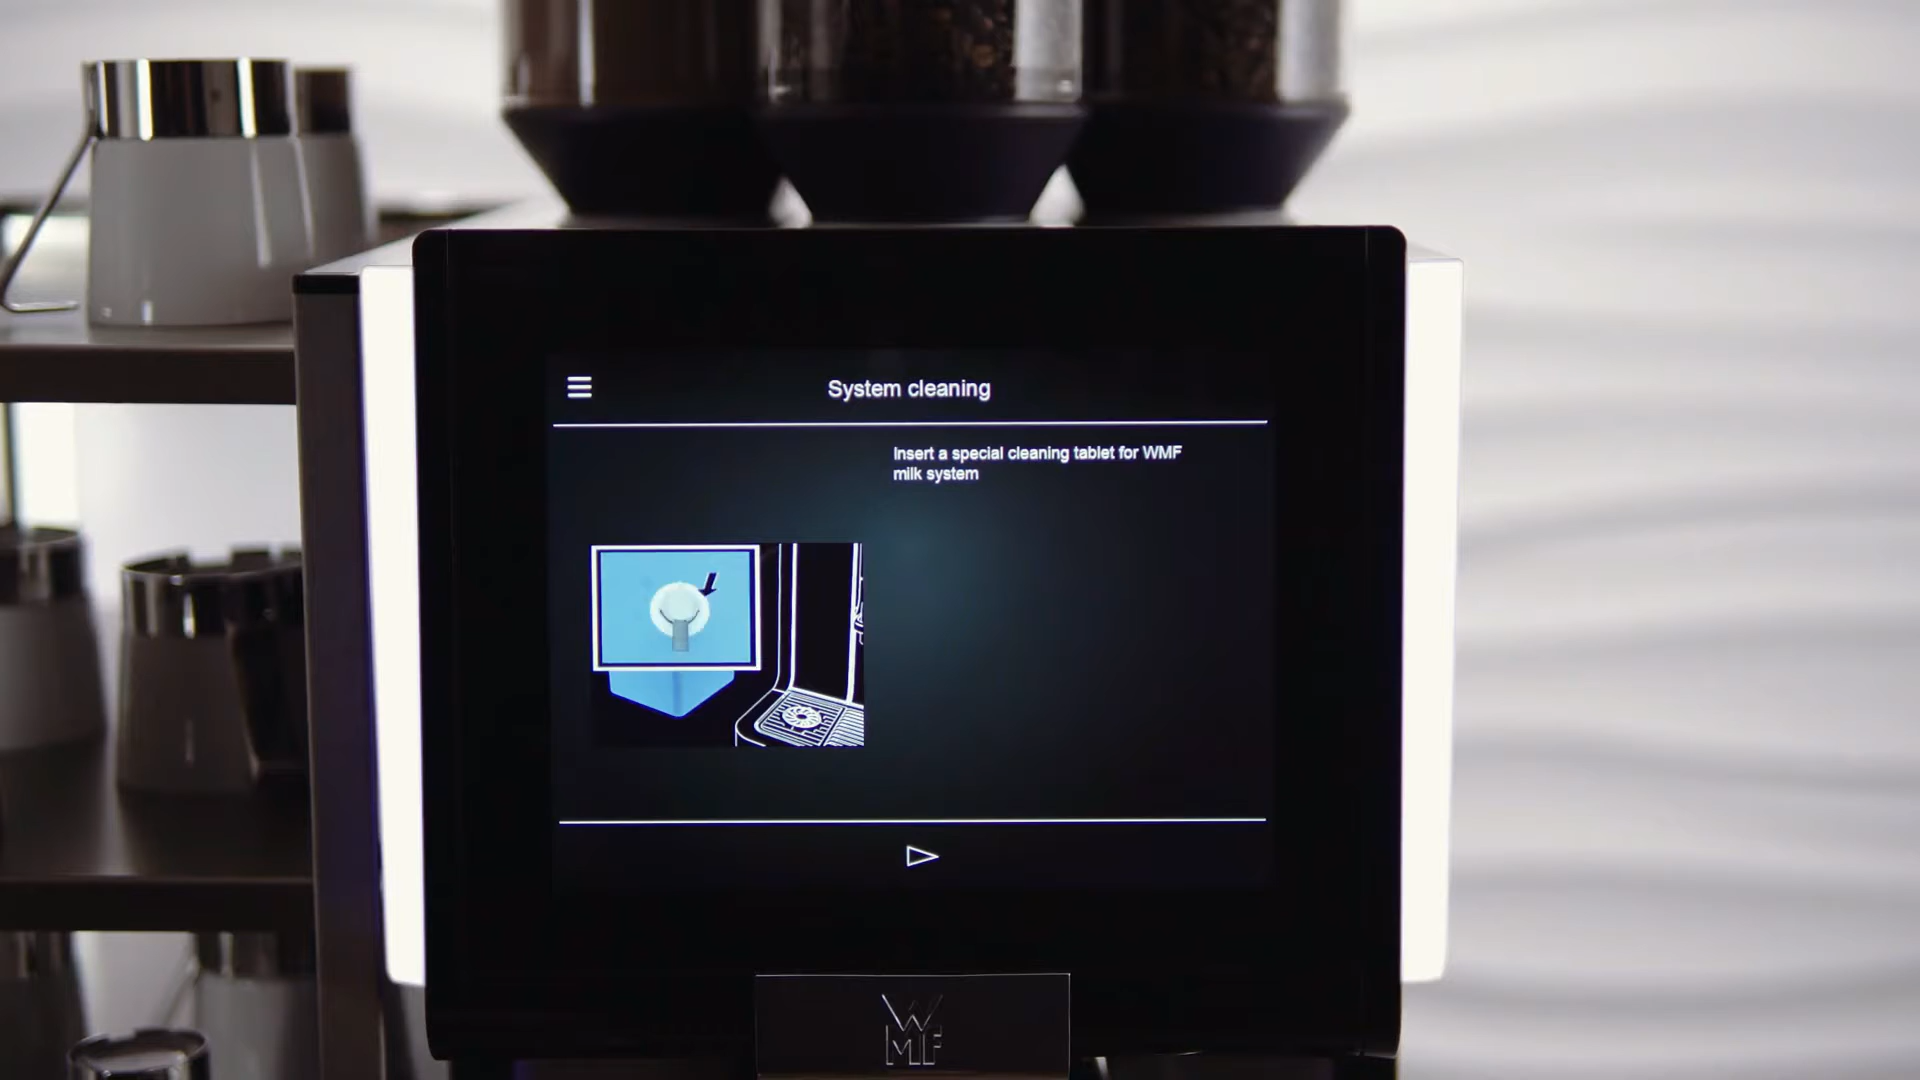 System cleaning
Insert a special cleaning tablet for WMF
milk system
WMF